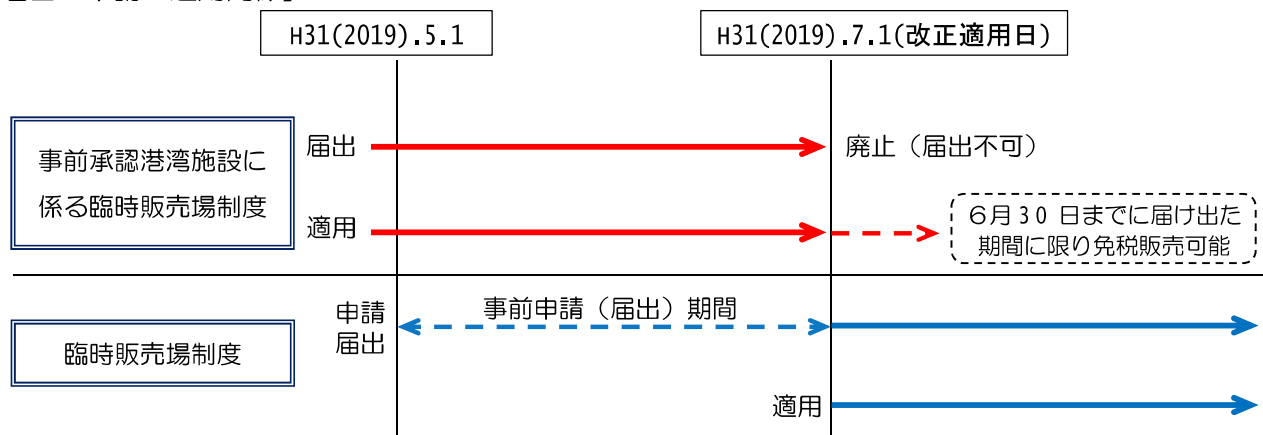 H31(2019).5.1
H31(2019).7.1(改正適用日)
事前承認港湾施設に
係る臨時販売場制度
届出
廃止（届出不可）
適用
６月３０日までに届け出た
期間に限り免税販売可能
臨時販売場制度
申請
届出
事前申請（届出）期間
適用